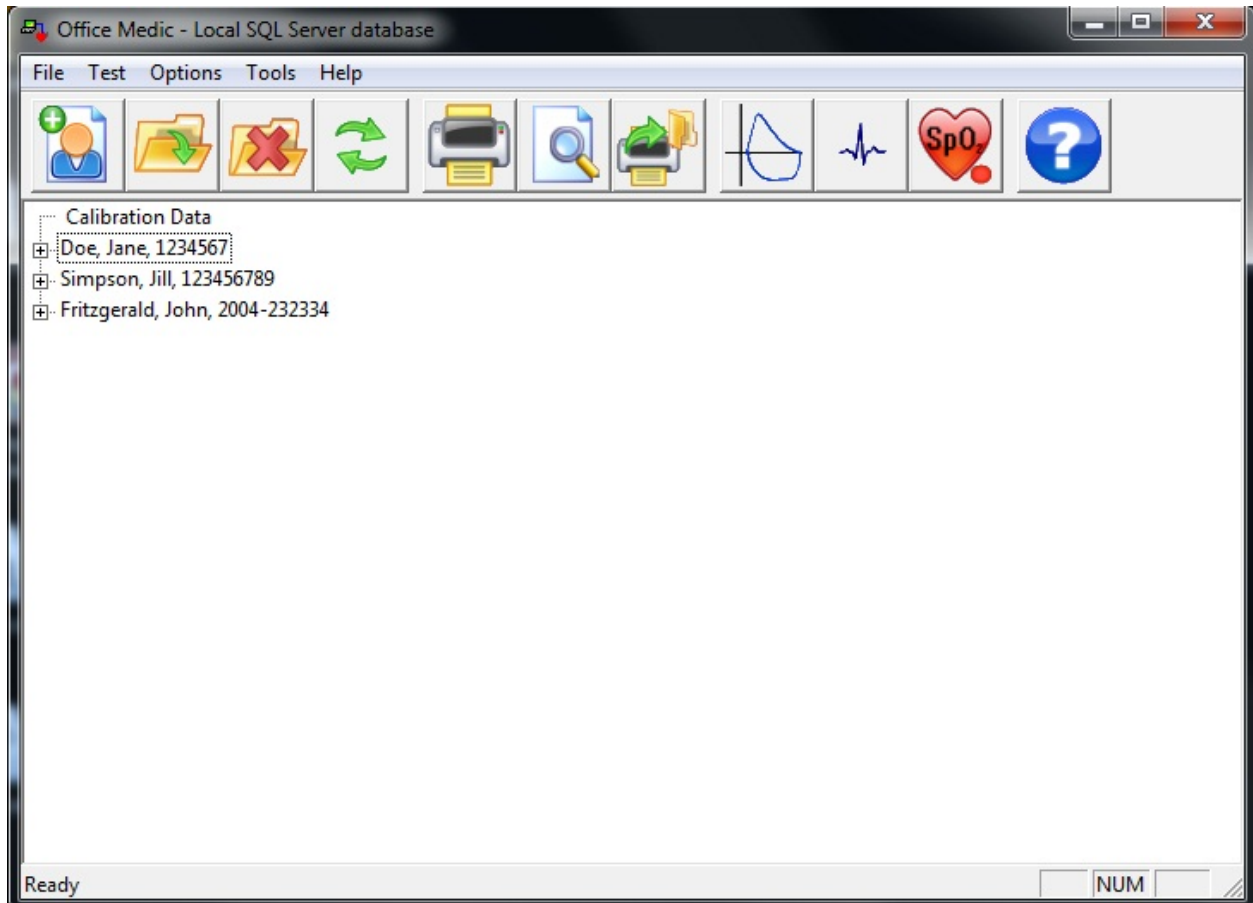 Office Medic - Local SQL Server database
File Test Options Tools Help
SpO₂
?
Calibration Data
Doe, Jane, 1234567
Simpson, Jill, 123456789
Fritzgerald, John, 2004-232334
Ready NUM